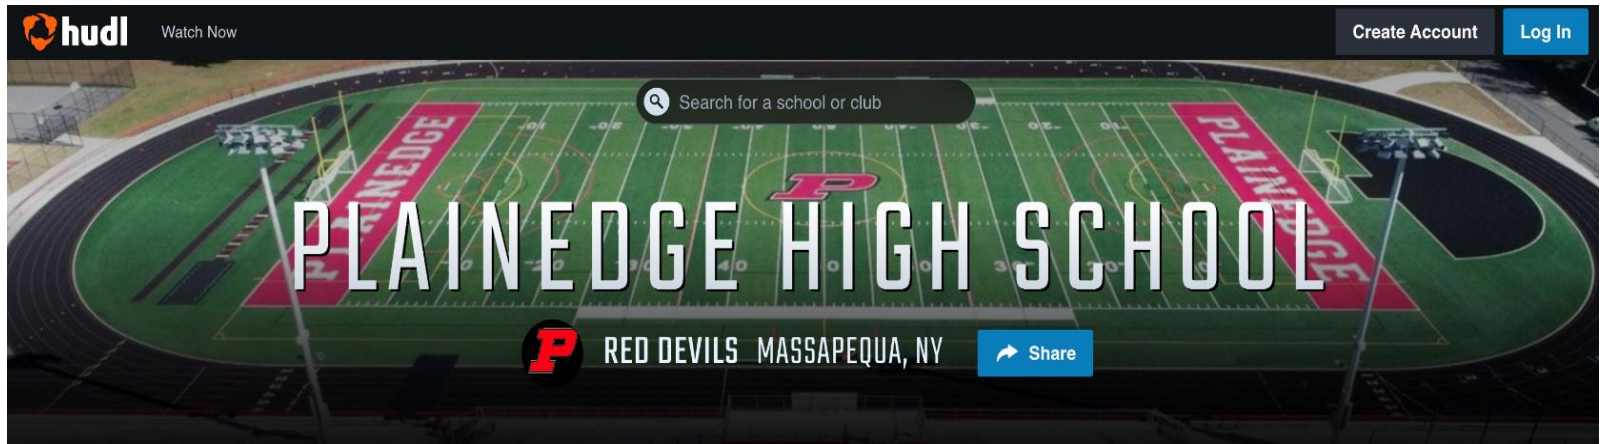 hudl Watch Now Create Account Log In
Search for a school or club
PLAINEDGE PLAINEDGE
P
PLAINEDGE HIGH SCHOOL
P RED DEVILS MASSAPEQUA, NY Share